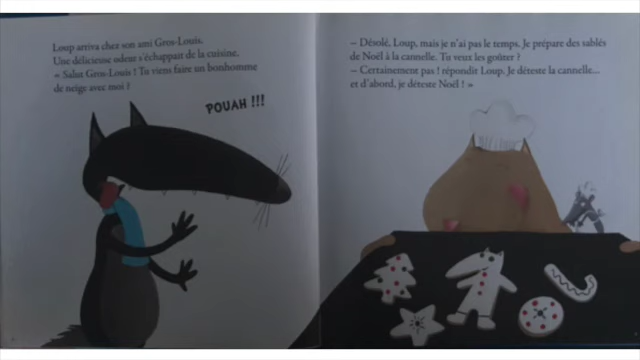 Loup arriva chez son ami Gros-Louis.
Une délicieuse odeur s'échappait de la cuisine.
« Salut Gros-Louis ! Tu viens faire un bonhomme
de neige avec moi ?
POUAH !!!
– Désolé, Loup, mais je n'ai pas le temps. Je prépare des sablés
de Noël à la cannelle. Tu veux les goûter ?
– Certainement pas ! répondit Loup. Je déteste la cannelle...
et d'abord, je déteste Noël ! »